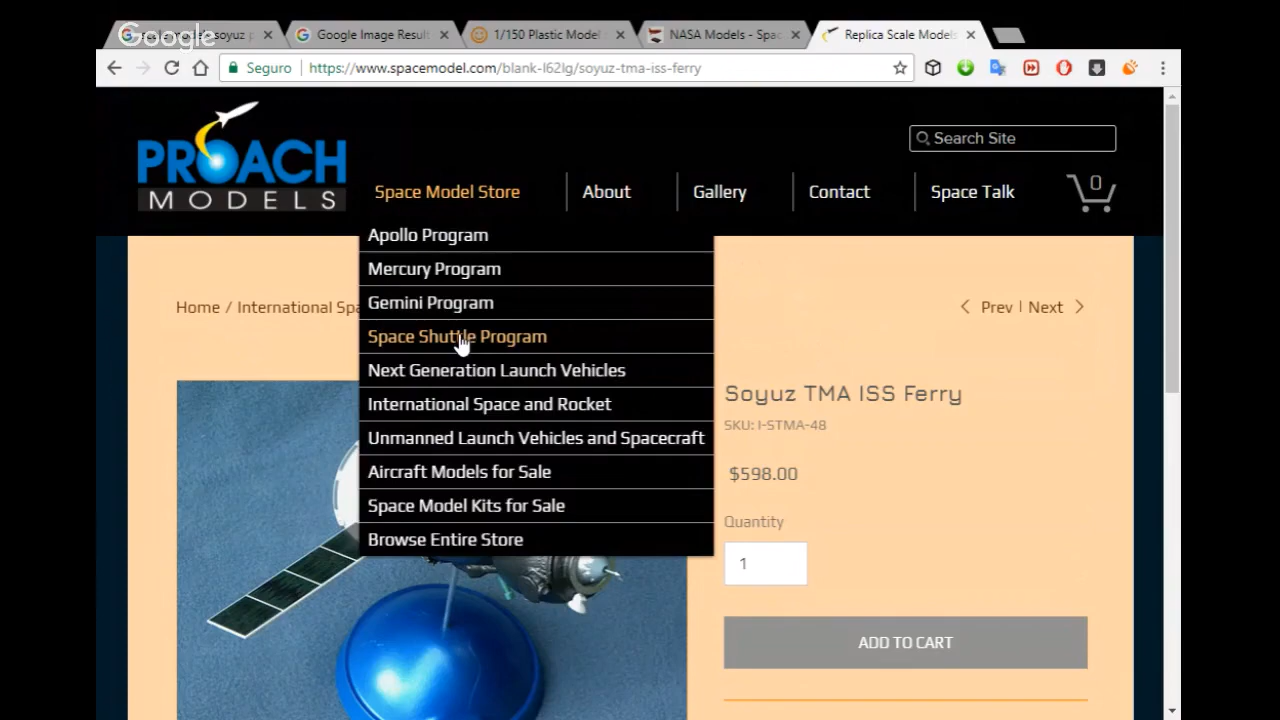 Google
scale models soyuz p
Google Image Result
1/150 Plastic Model
NASA Models - Spac
Replica Scale Models
Seguro
https://www.spacemodel.com/blank-l62lg/soyuz-tma-iss-ferry
PROACH
MODELS
Search Site
Space Model Store
About
Gallery
Contact
Space Talk
0
Apollo Program
Mercury Program
Gemini Program
Space Shuttle Program
Next Generation Launch Vehicles
International Space and Rocket
Unmanned Launch Vehicles and Spacecraft
Aircraft Models for Sale
Space Model Kits for Sale
Browse Entire Store
Home / International Spa
Prev | Next
Soyuz TMA ISS Ferry
SKU: I-STMA-48
$598.00
Quantity
1
ADD TO CART